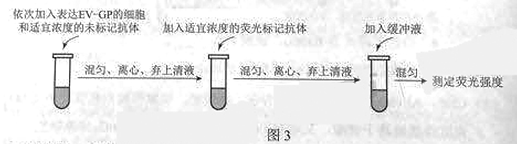 依次加入表达EV-GP的细胞
和适宜浓度的未标记抗体
加入适宜浓度的荧光标记抗体
加入缓冲液
混匀、离心、弃上清液
混匀、离心、弃上清液
混匀
测定荧光强度
图3